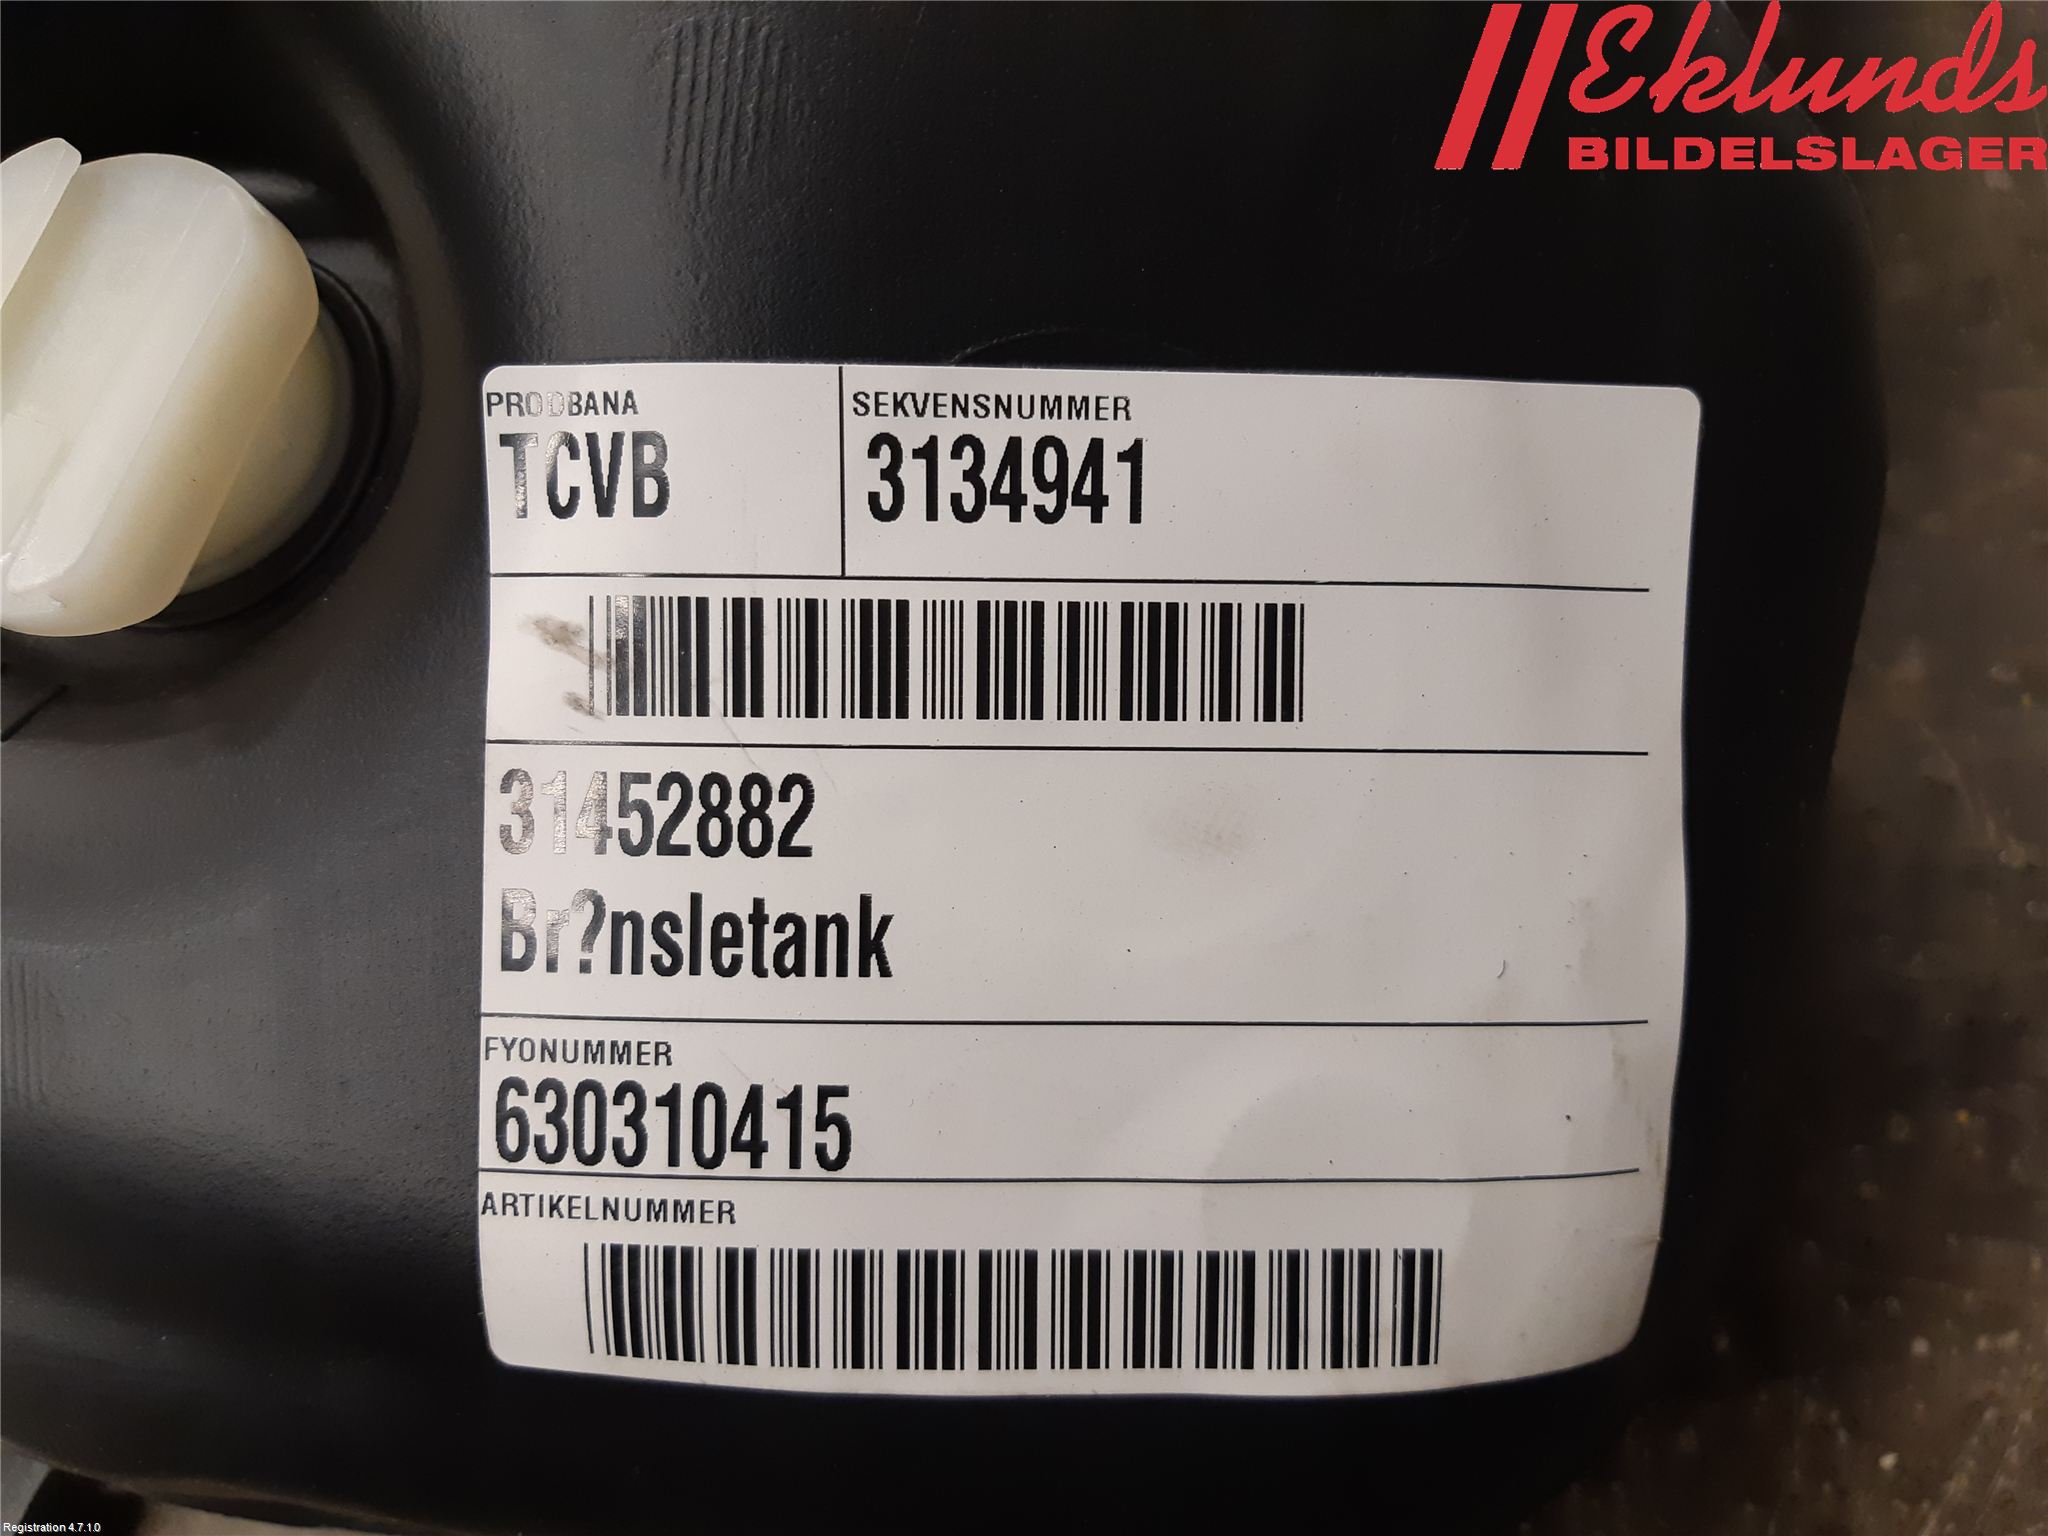 Eklunds
BILDELSLAGER
PRODBANA
TCVB
SEKVENSNUMMER
3134941
31452882
Br?nsletank
FYONUMMER
630310415
ARTIKELNUMMER
Registration 4.7.1.0